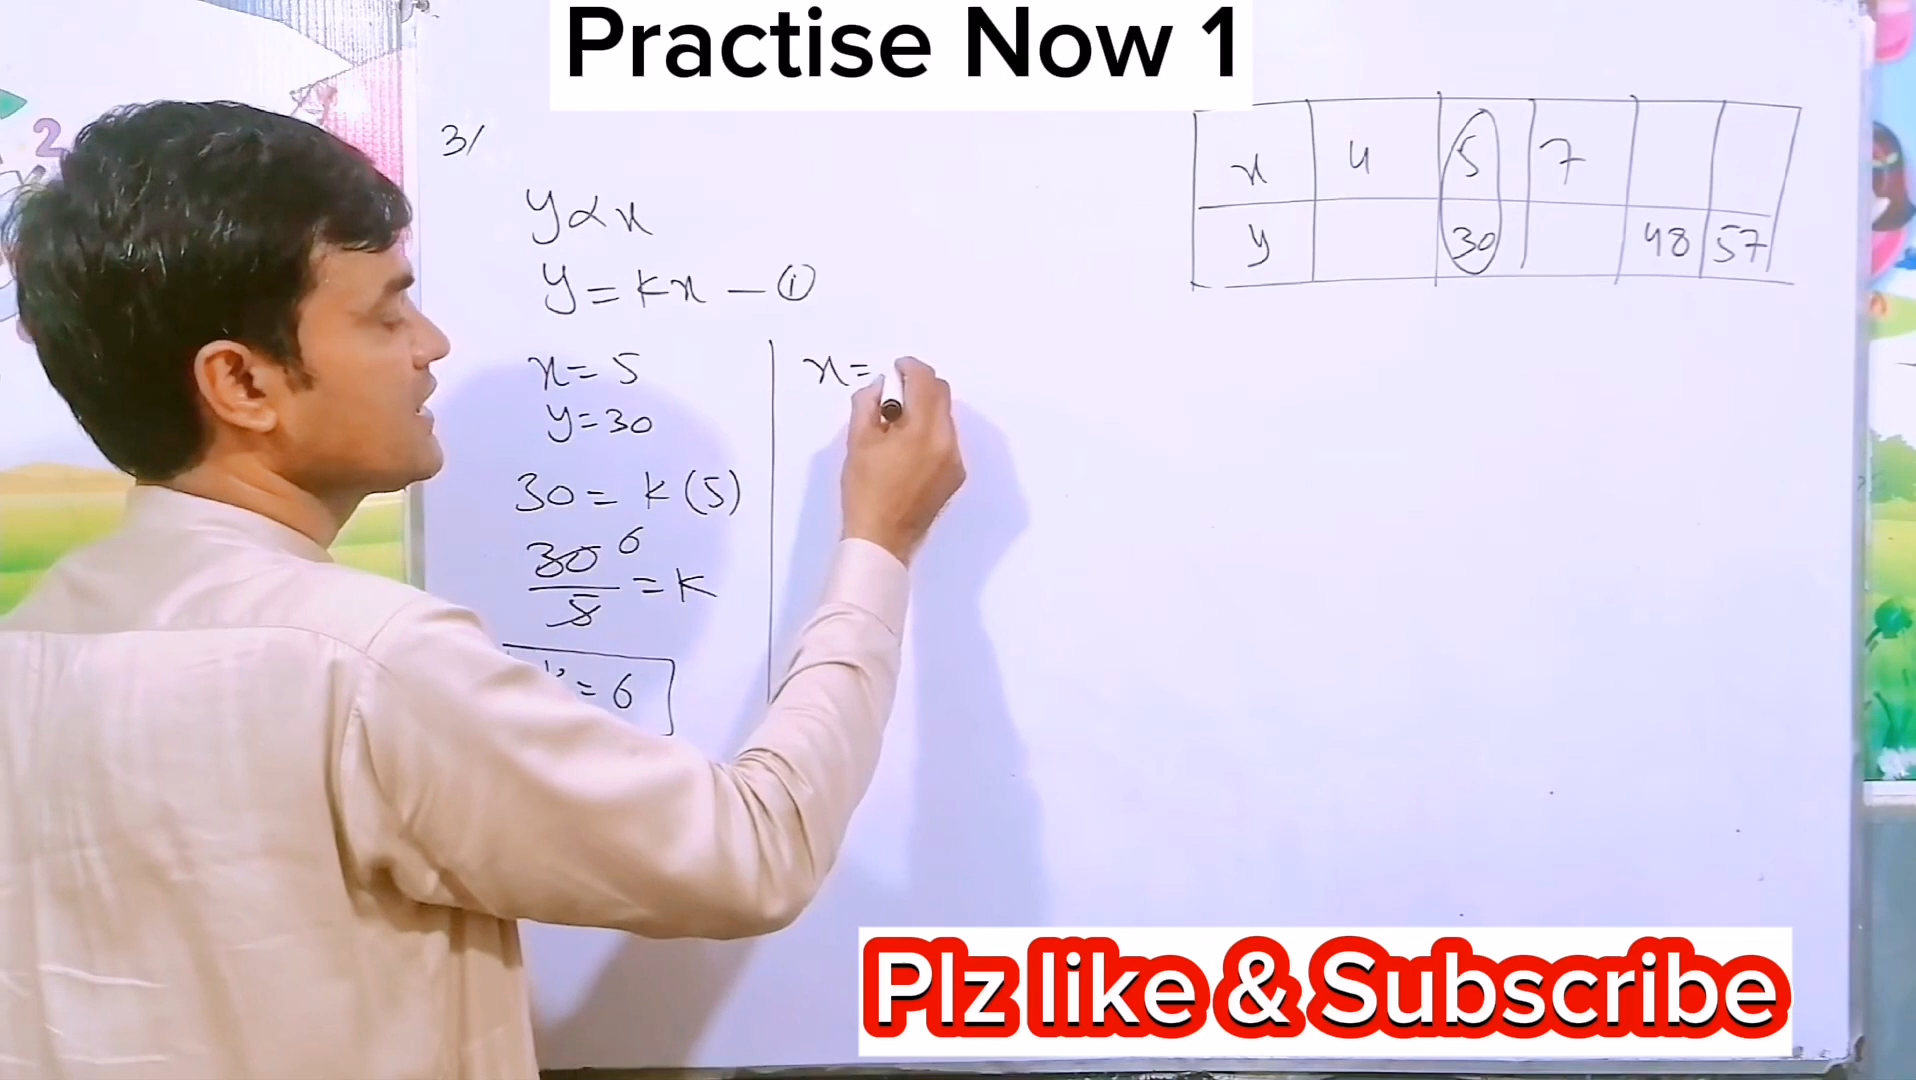 Practise Now 1
3/
y ∝ x
y = kx — ⓘ
x = 5
y = 30
30 = k (5)
30 6
— = k
5
k = 6
x =
x 4 5 7
y 30 48 57
2
Plz like & Subscribe